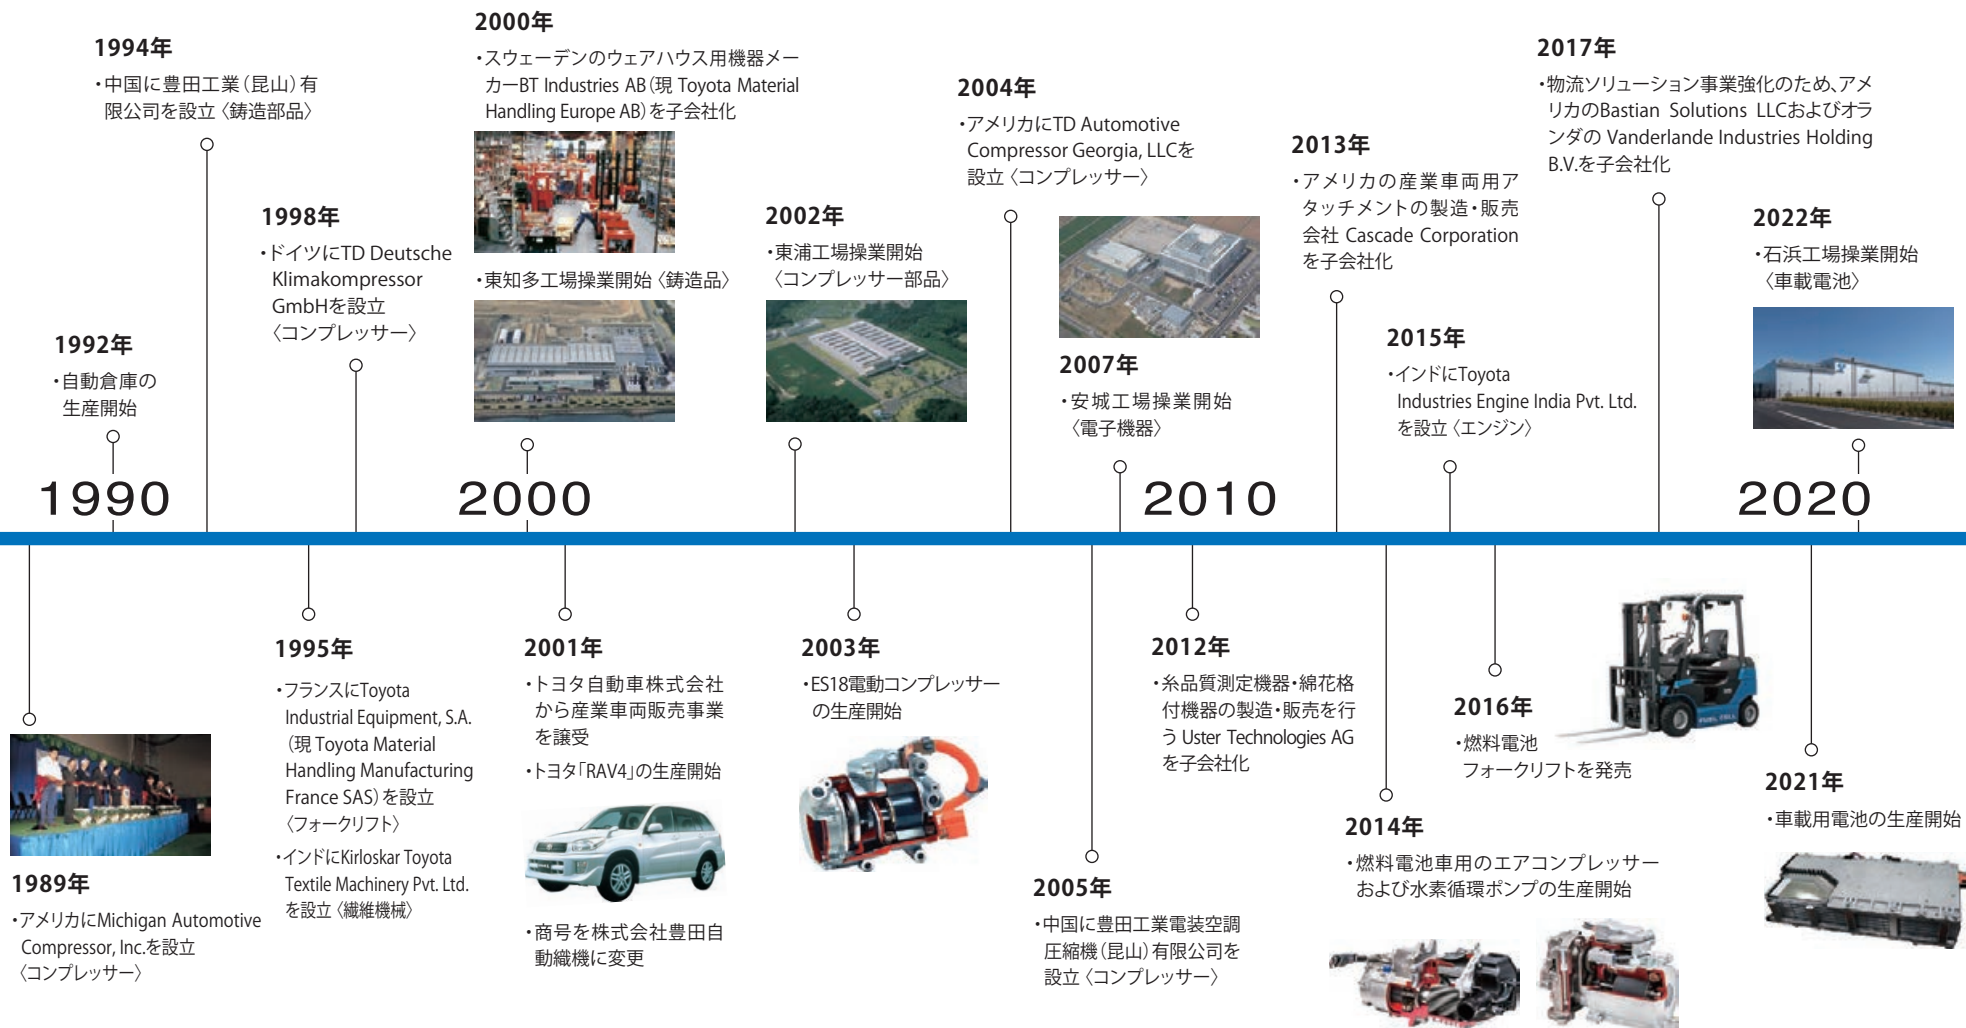 1994年
・中国に豊田工業(昆山)有
限公司を設立〈鋳造部品〉
2000年
・スウェーデンのウェアハウス用機器メー
カーBT Industries AB(現 Toyota Material
Handling Europe AB)を子会社化
・東知多工場操業開始〈鋳造品〉
2004年
・アメリカにTD Automotive
Compressor Georgia, LLCを
設立〈コンプレッサー〉
2017年
・物流ソリューション事業強化のため、アメ
リカのBastian Solutions LLCおよびオラ
ンダの Vanderlande Industries Holding
B.V.を子会社化
2013年
・アメリカの産業車両用ア
タッチメントの製造・販売
会社 Cascade Corporation
を子会社化
1998年
・ドイツにTD Deutsche
Klimakompressor
GmbHを設立
〈コンプレッサー〉
2002年
・東浦工場操業開始
〈コンプレッサー部品〉
2022年
・石浜工場操業開始
〈車載電池〉
1992年
・自動倉庫の
生産開始
2007年
・安城工場操業開始
〈電子機器〉
2015年
・インドにToyota
Industries Engine India Pvt. Ltd.
を設立〈エンジン〉
1990
2000
2010
2020
1989年
・アメリカにMichigan Automotive
Compressor, Inc.を設立
〈コンプレッサー〉
1995年
・フランスにToyota
Industrial Equipment, S.A.
(現 Toyota Material
Handling Manufacturing
France SAS)を設立
〈フォークリフト〉
・インドにKirloskar Toyota
Textile Machinery Pvt. Ltd.
を設立〈繊維機械〉
2001年
・トヨタ自動車株式会社
から産業車両販売事業
を譲受
・トヨタ「RAV4」の生産開始
・商号を株式会社豊田自
動織機に変更
2003年
・ES18電動コンプレッサー
の生産開始
2005年
・中国に豊田工業電装空調
圧縮機(昆山)有限公司を
設立〈コンプレッサー〉
2012年
・糸品質測定機器・綿花格
付機器の製造・販売を行
う Uster Technologies AG
を子会社化
2014年
・燃料電池車用のエアコンプレッサー
および水素循環ポンプの生産開始
2016年
・燃料電池
フォークリフトを発売
FUEL CELL
2021年
・車載用電池の生産開始